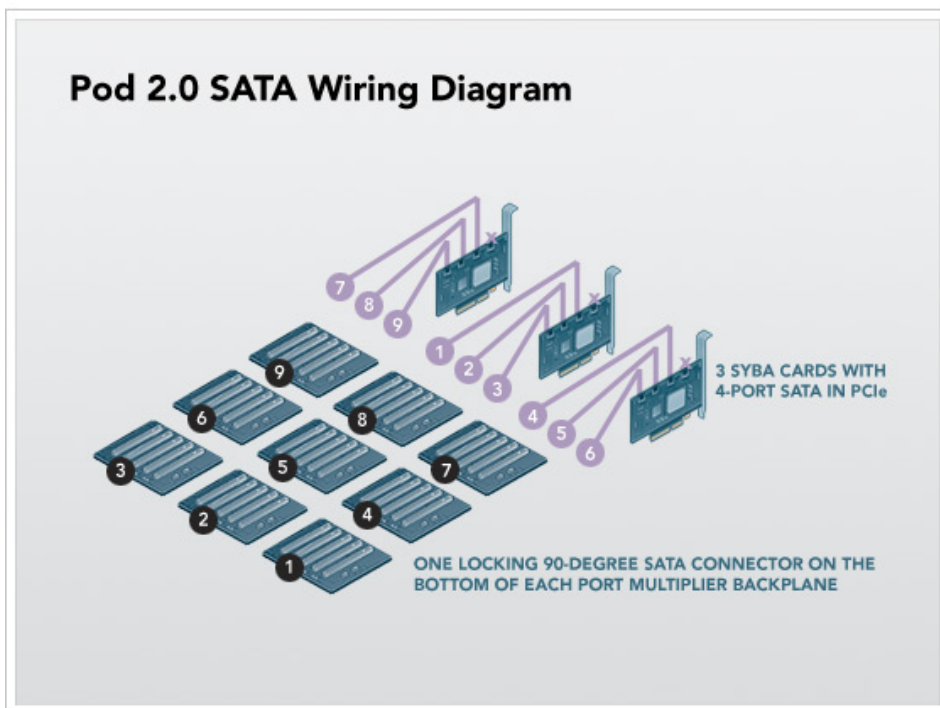 Pod 2.0 SATA Wiring Diagram
x
7
8
9
x
1
2
3
x
4
5
6
3 SYBA CARDS WITH
4-PORT SATA IN PCIe
9
6
8
3
5
7
2
4
1
ONE LOCKING 90-DEGREE SATA CONNECTOR ON THE
BOTTOM OF EACH PORT MULTIPLIER BACKPLANE